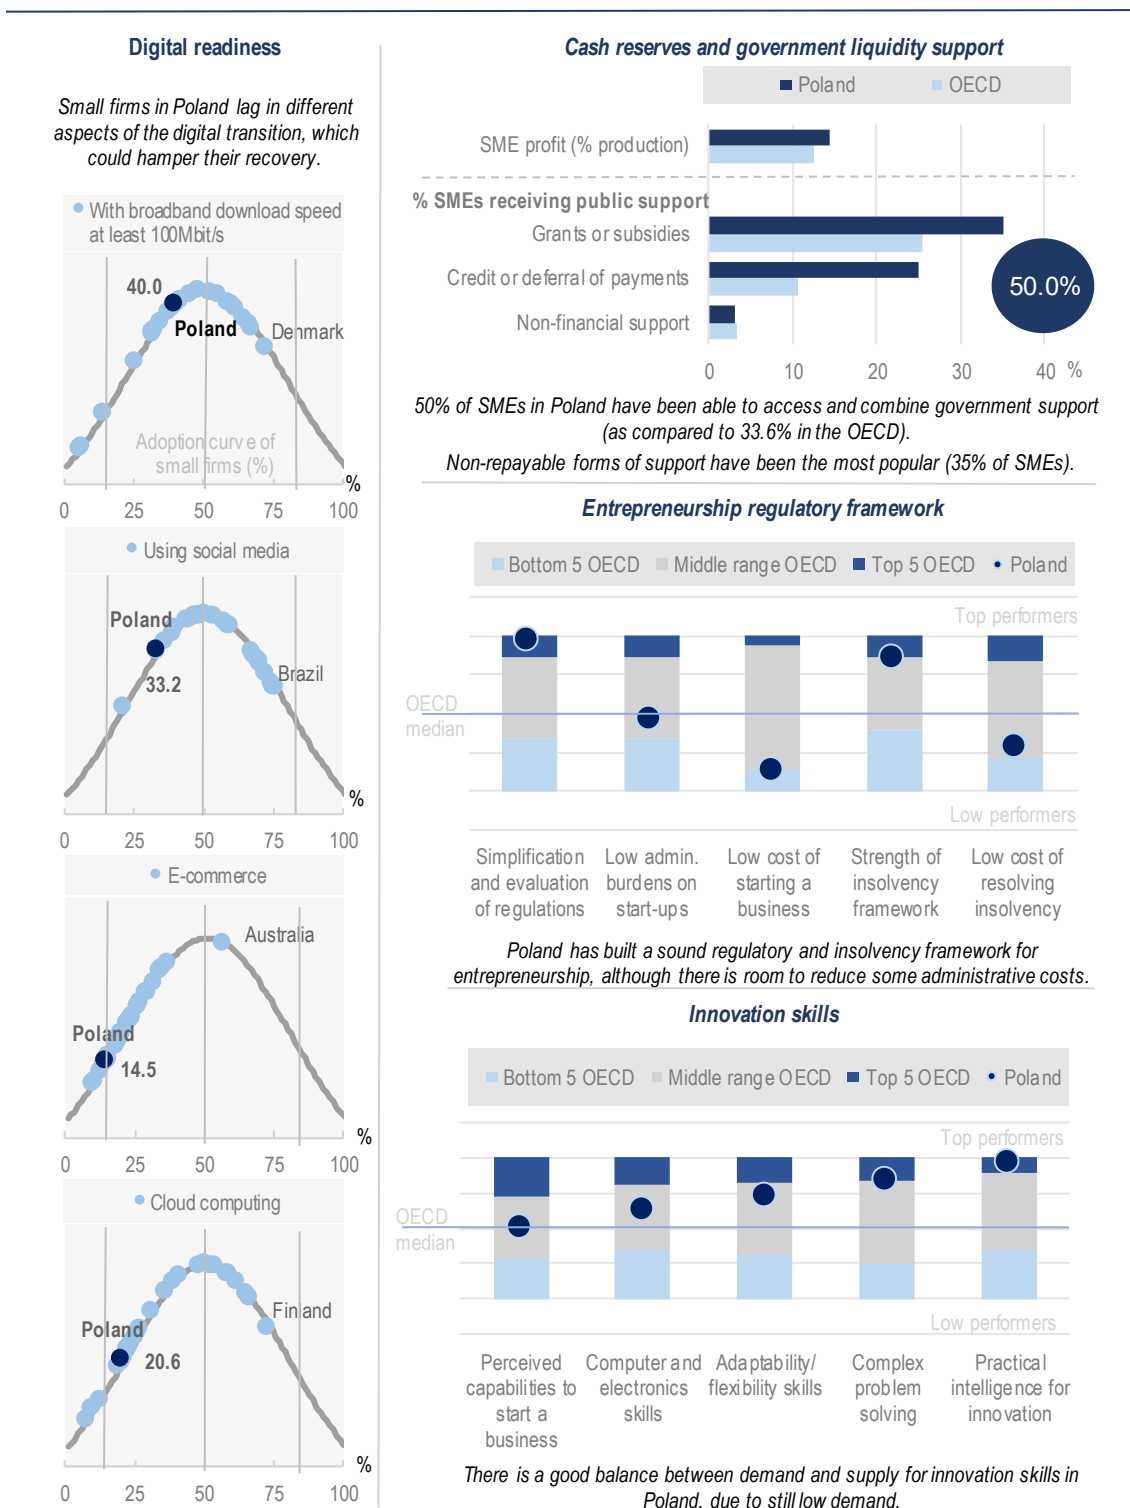 Digital readiness
Small firms in Poland lag in different
aspects of the digital transition, which
could hamper their recovery.
With broadband download speed
at least 100Mbit/s
40.0
Poland
Denmark
Adoption curve of
small firms (%)
%
0 25 50 75 100
Using social media
Poland
33.2
Brazil
%
0 25 50 75 100
E-commerce
Australia
Poland
14.5
%
0 25 50 75 100
Cloud computing
Finland
Poland
20.6
%
0 25 50 75 100
Cash reserves and government liquidity support
Poland OECD
SME profit (% production)
% SMEs receiving public support
Grants or subsidies
Credit or deferral of payments
50.0%
Non-financial support
0 10 20 30 40 %
50% of SMEs in Poland have been able to access and combine government support
(as compared to 33.6% in the OECD).
Non-repayable forms of support have been the most popular (35% of SMEs).
Entrepreneurship regulatory framework
Bottom 5 OECD Middle range OECD Top 5 OECD Poland
Top performers
OECD
median
Low performers
Simplification
and evaluation
of regulations
Low admin.
burdens on
start-ups
Low cost of
starting a
business
Strength of
insolvency
framework
Low cost of
resolving
insolvency
Poland has built a sound regulatory and insolvency framework for
entrepreneurship, although there is room to reduce some administrative costs.
Innovation skills
Bottom 5 OECD Middle range OECD Top 5 OECD Poland
Top performers
OECD
median
Low performers
Perceived
capabilities to
start a
business
Computer and
electronics
skills
Adaptability/
flexibility skills
Complex
problem
solving
Practical
intelligence for
innovation
There is a good balance between demand and supply for innovation skills in
Poland, due to still low demand.